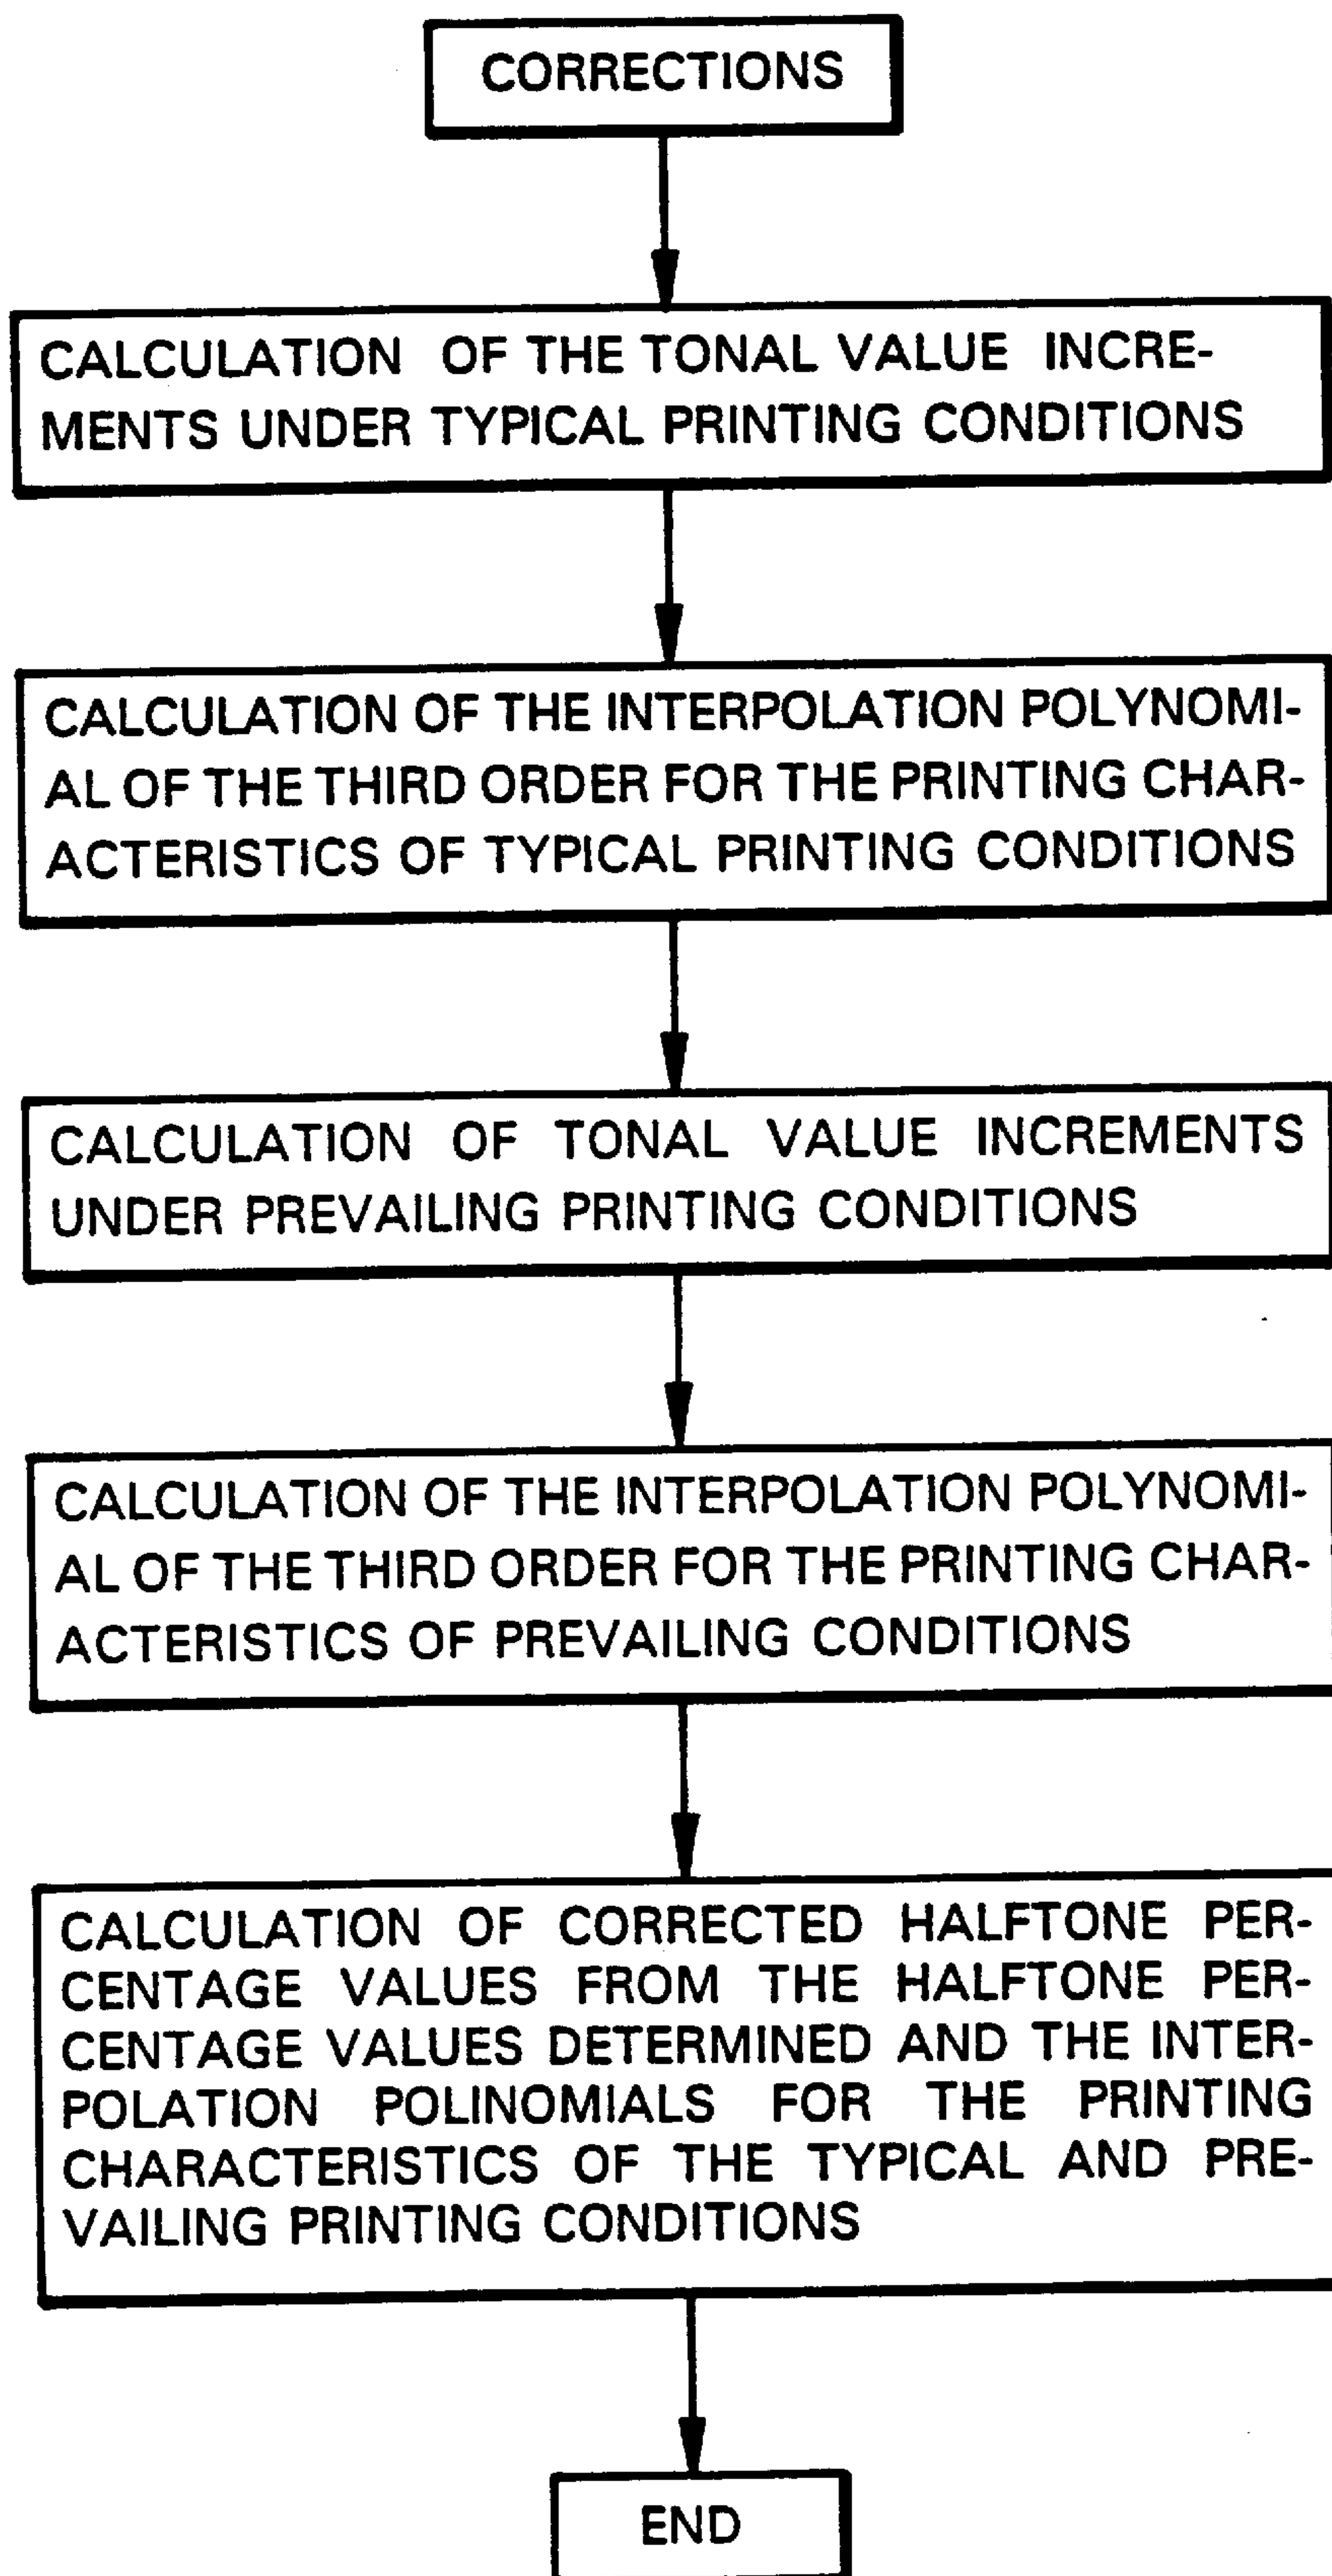 CORRECTIONS
CALCULATION OF THE TONAL VALUE INCRE-
MENTS UNDER TYPICAL PRINTING CONDITIONS
CALCULATION OF THE INTERPOLATION POLYNOMI-
AL OF THE THIRD ORDER FOR THE PRINTING CHAR-
ACTERISTICS OF TYPICAL PRINTING CONDITIONS
CALCULATION OF TONAL VALUE INCREMENTS
UNDER PREVAILING PRINTING CONDITIONS
CALCULATION OF THE INTERPOLATION POLYNOMI-
AL OF THE THIRD ORDER FOR THE PRINTING CHAR-
ACTERISTICS OF PREVAILING CONDITIONS
CALCULATION OF CORRECTED HALFTONE PER-
CENTAGE VALUES FROM THE HALFTONE PER-
CENTAGE VALUES DETERMINED AND THE INTER-
POLATION POLINOMIALS FOR THE PRINTING
CHARACTERISTICS OF THE TYPICAL AND PRE-
VAILING PRINTING CONDITIONS
END